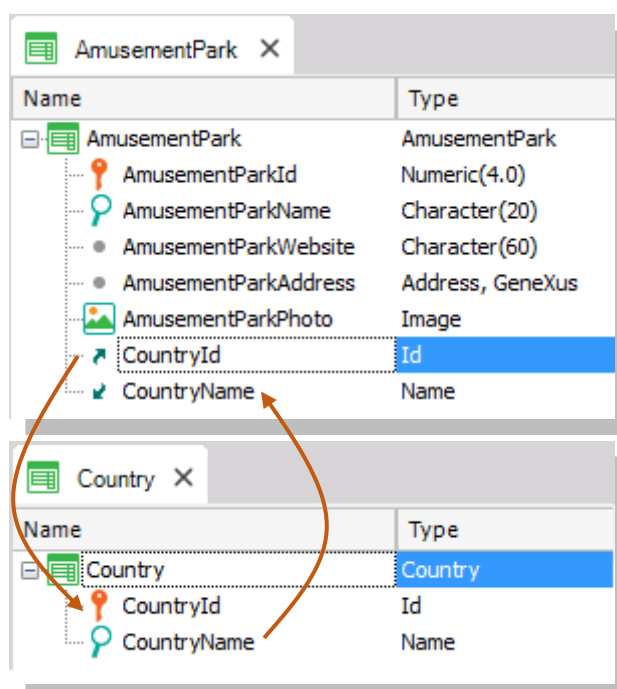 AmusementPark
Name Type
AmusementPark AmusementPark
AmusementParkId Numeric(4.0)
AmusementParkName Character(20)
AmusementParkWebsite Character(60)
AmusementParkAddress Address, GeneXus
AmusementParkPhoto Image
CountryId Id
CountryName Name
Country
Name Type
Country Country
CountryId Id
CountryName Name